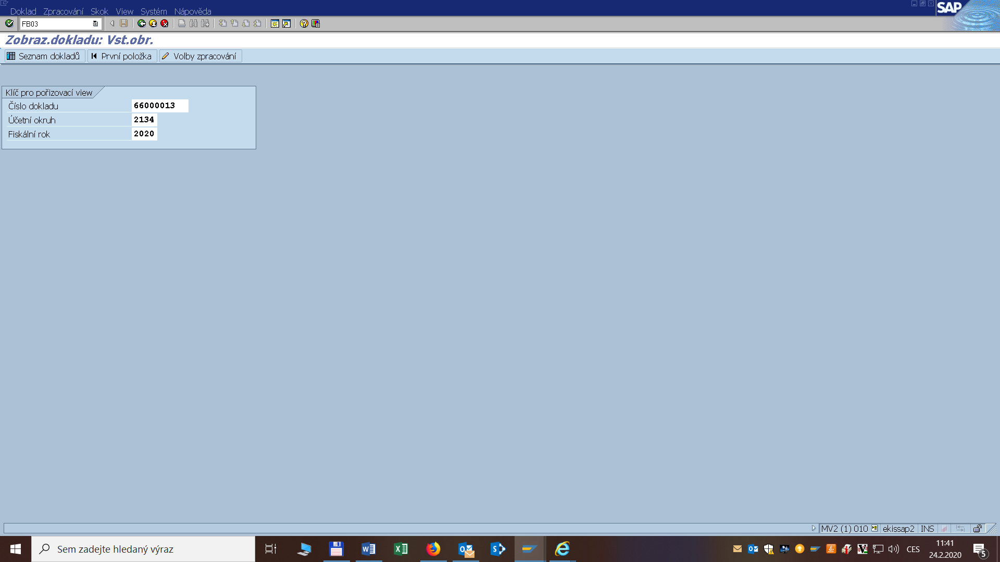 Doklad Zpracování Skok View Systém Nápověda
SAP
FB03
Zobraz.dokladu: Vst.obr.
Seznam dokladů První položka Volby zpracování
Klíč pro pořizovací view
Číslo dokladu 66000013
Účetní okruh 2134
Fiskální rok 2020
MV2 (1) 010 ekissap2 INS
Sem zadejte hledaný výraz
CES
11:41
24.2.2020
5